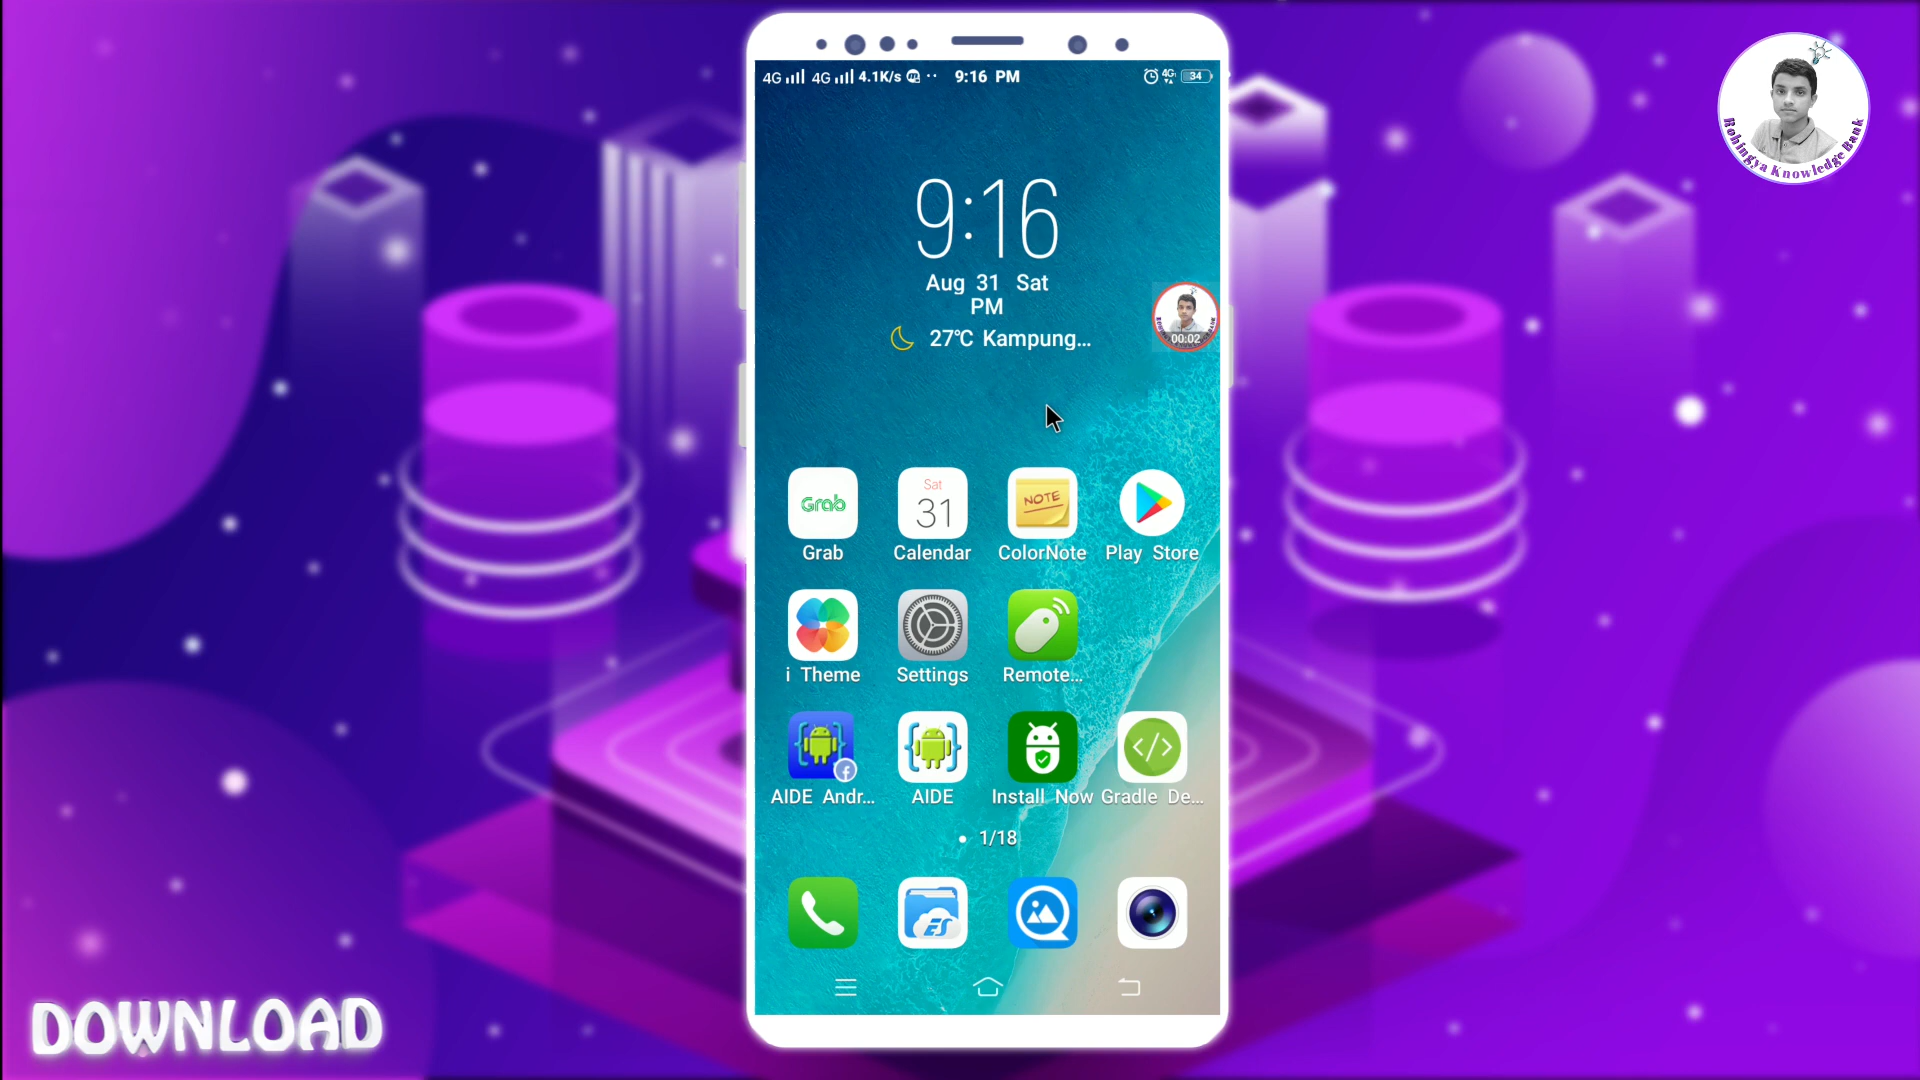 4G 4G 4.1K/s 9:16 PM 4G 34
Rohingya Knowledge Bank
9:16
Aug 31 Sat
PM
27°C Kampung...
00:02
Grab
Sat
31
NOTE
Grab Calendar ColorNote Play Store
i Theme Settings Remote...
AIDE Andr... AIDE Install Now Gradle De...
1/18
ES
DOWNLOAD